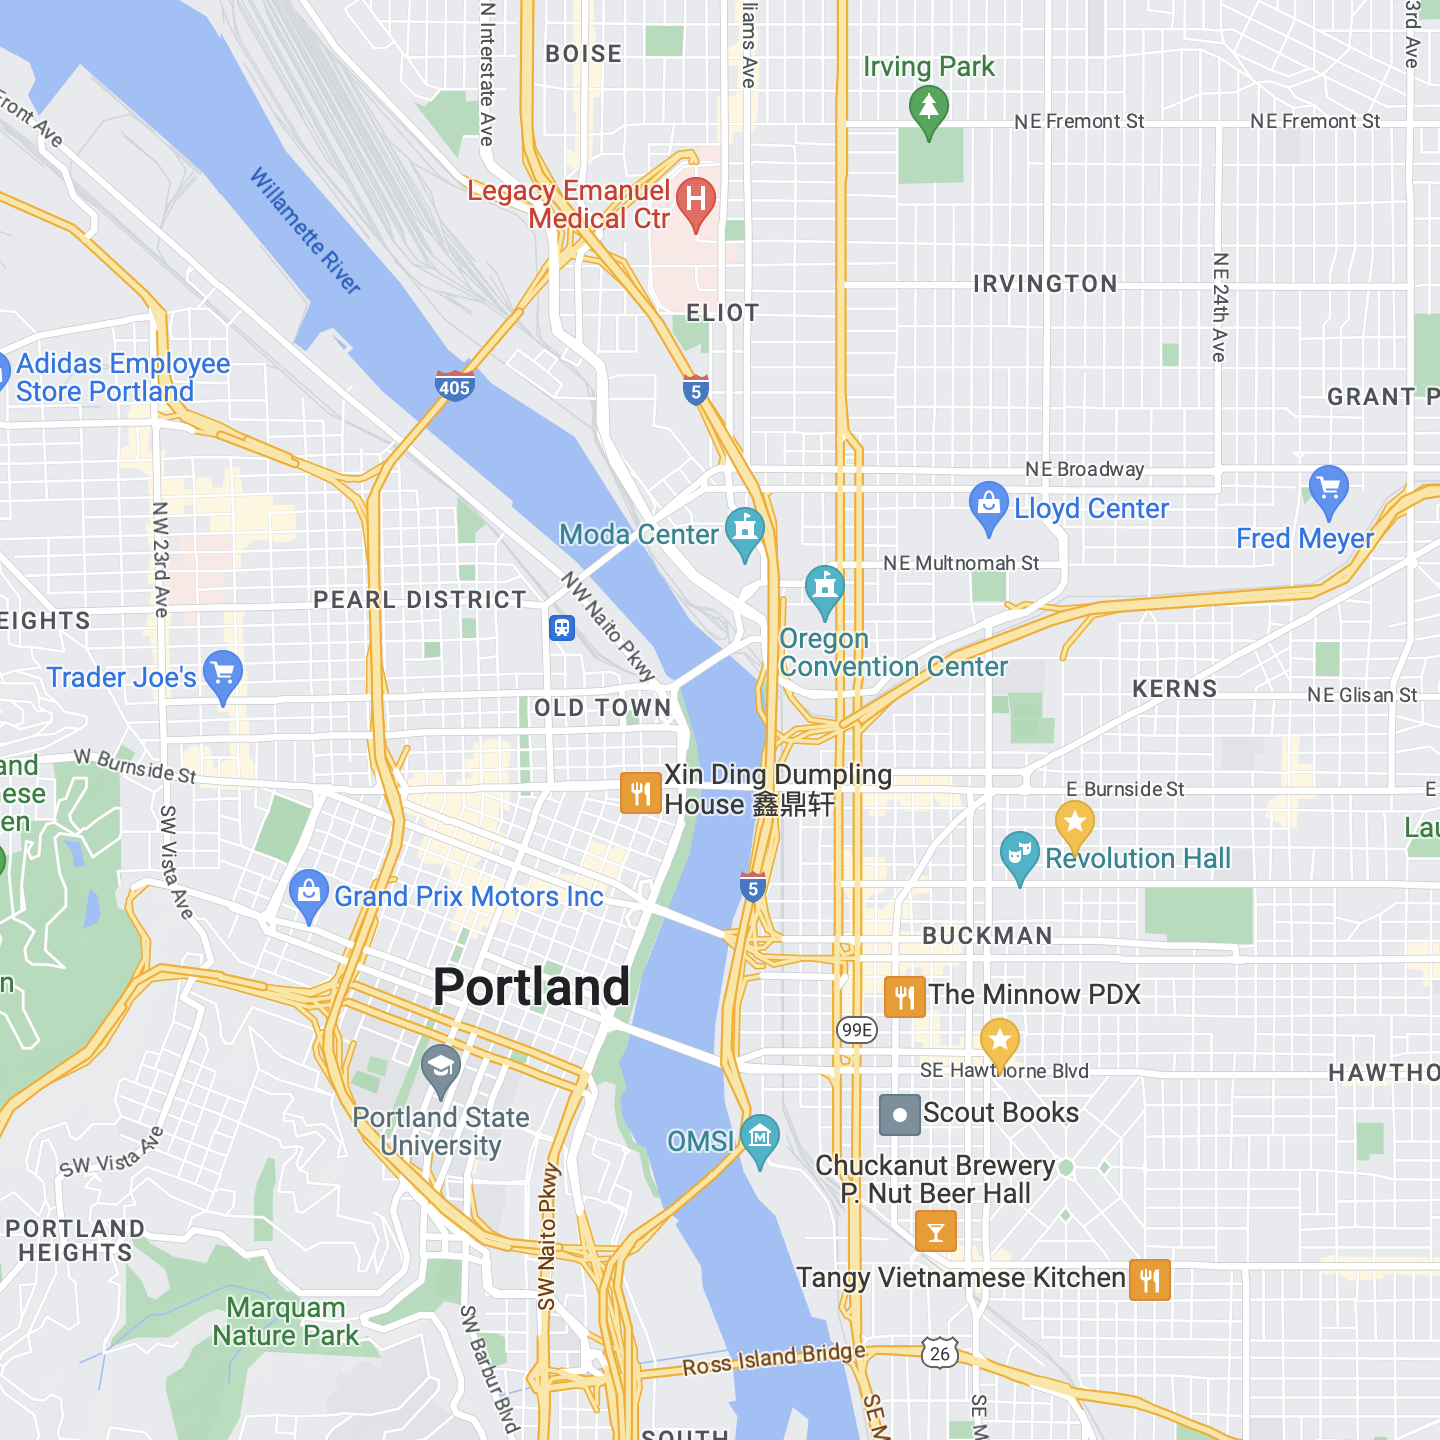 N Interstate Ave
BOISE
liams Ave
Irving Park
3rd Ave
NE Fremont St
NE Fremont St
Front Ave
Willamette River
Legacy Emanuel
Medical Ctr
IRVINGTON
NE 24th Ave
ELIOT
Adidas Employee
Store Portland
405
5
GRANT P
NE Broadway
Lloyd Center
Fred Meyer
Moda Center
NE Multnomah St
NW 23rd Ave
PEARL DISTRICT
NW Naito Pkwy
EIGHTS
Oregon
Convention Center
Trader Joe's
KERNS
NE Glisan St
OLD TOWN
W Burnside St
and
ese
en
Xin Ding Dumpling
House 鑫鼎轩
E Burnside St
E
Lau
SW Vista Ave
Revolution Hall
Grand Prix Motors Inc
5
BUCKMAN
n
Portland
The Minnow PDX
99E
SE Hawthorne Blvd
HAWTHO
Scout Books
Portland State
University
OMSI
SW Vista Ave
Chuckanut Brewery
P. Nut Beer Hall
PORTLAND
HEIGHTS
SW Naito Pkwy
Tangy Vietnamese Kitchen
Marquam
Nature Park
SW Barbur Blvd
Ross Island Bridge
26
SE M
SE M
SOUTH